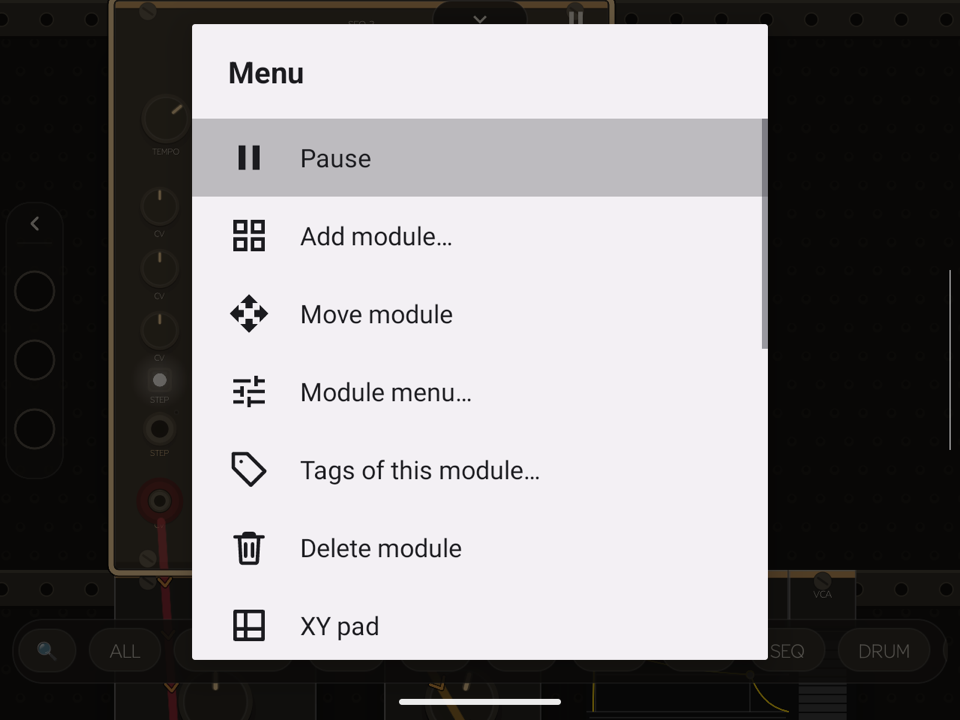 Menu
Pause
Add module…
Move module
Module menu…
Tags of this module…
Delete module
XY pad
TEMPO
CV
CV
CV
STEP
STEP
VCA
ALL
SEQ
DRUM